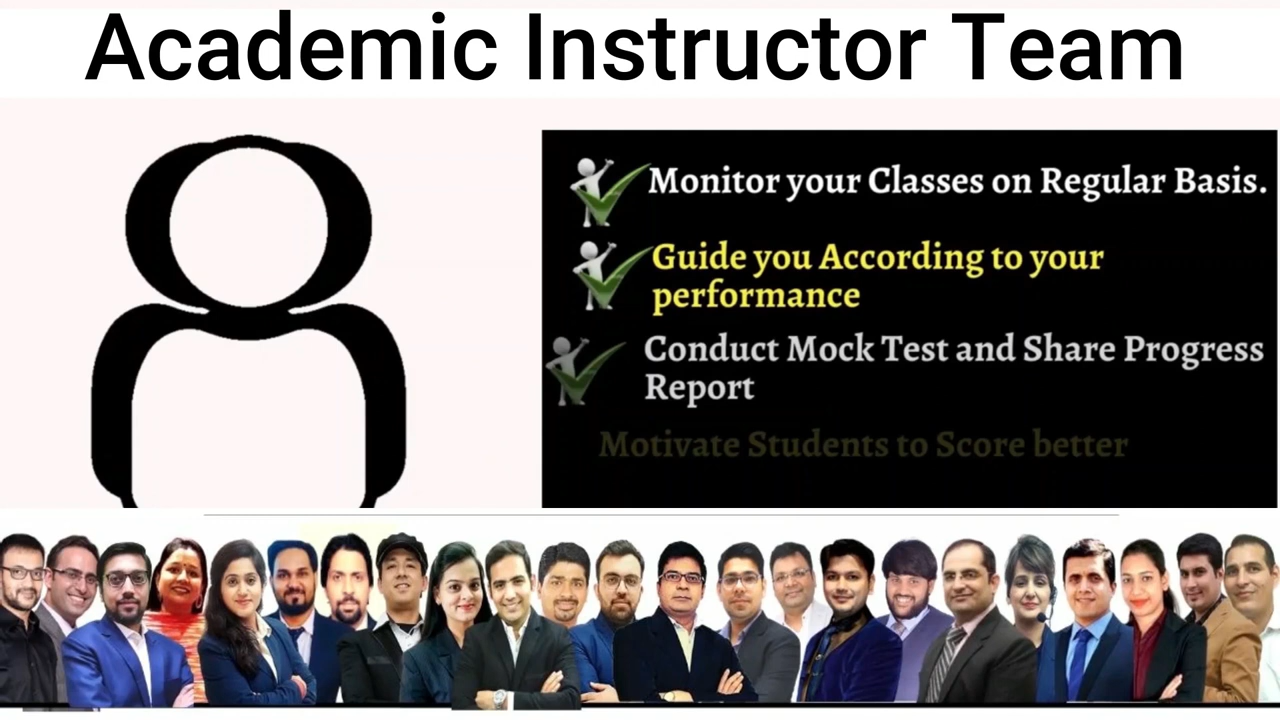 Academic Instructor Team
Monitor your Classes on Regular Basis.
Guide you According to your
performance
Conduct Mock Test and Share Progress
Report
Motivate Students to Score better